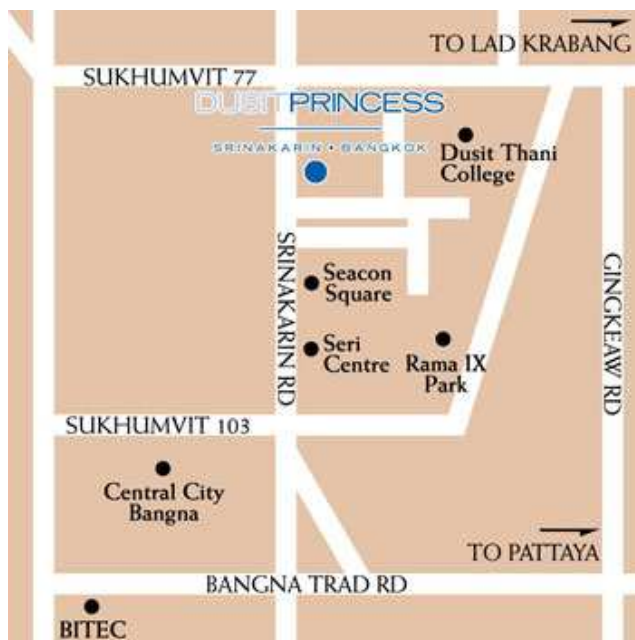 TO LAD KRABANG
SUKHUMVIT 77
DUSIT PRINCESS
SRINAKARIN • BANGKOK
Dusit Thani
College
SRINAKARIN RD
Seacon
Square
GINGKEAW RD
Seri
Centre
Rama IX
Park
SUKHUMVIT 103
Central City
Bangna
TO PATTAYA
BANGNA TRAD RD
BITEC